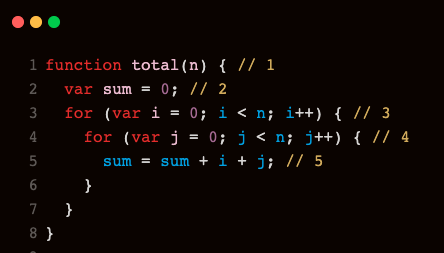 1 function total(n) { // 1
2   var sum = 0; // 2
3   for (var i = 0; i < n; i++) { // 3
4     for (var j = 0; j < n; j++) { // 4
5       sum = sum + i + j; // 5
6     }
7   }
8 }